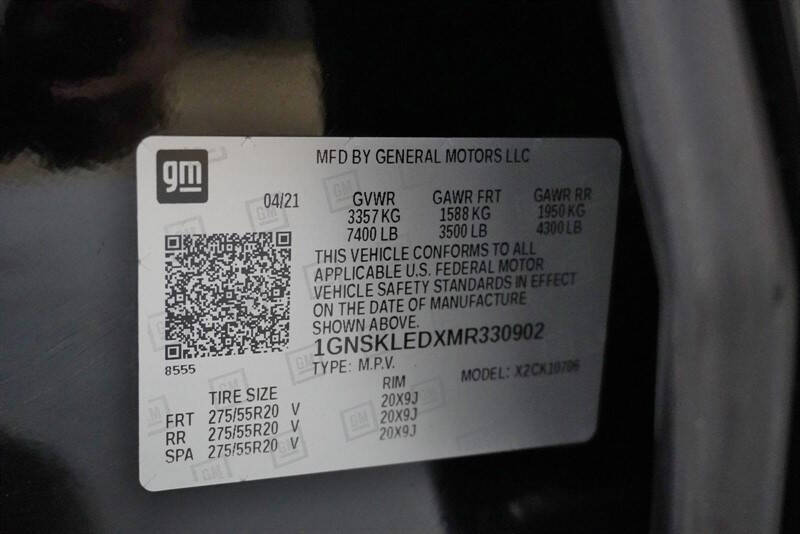 gm
MFD BY GENERAL MOTORS LLC
04/21 GVWR GAWR FRT GAWR RR
3357 KG 1588 KG 1950 KG
7400 LB 3500 LB 4300 LB
THIS VEHICLE CONFORMS TO ALL
APPLICABLE U.S. FEDERAL MOTOR
VEHICLE SAFETY STANDARDS IN EFFECT
ON THE DATE OF MANUFACTURE
SHOWN ABOVE.
1GNSKLEDXMR330902
8555
TYPE: M.P.V. MODEL: X2CK10706
TIRE SIZE RIM
FRT 275/55R20 V 20X9J
RR 275/55R20 V 20X9J
SPA 275/55R20 V 20X9J